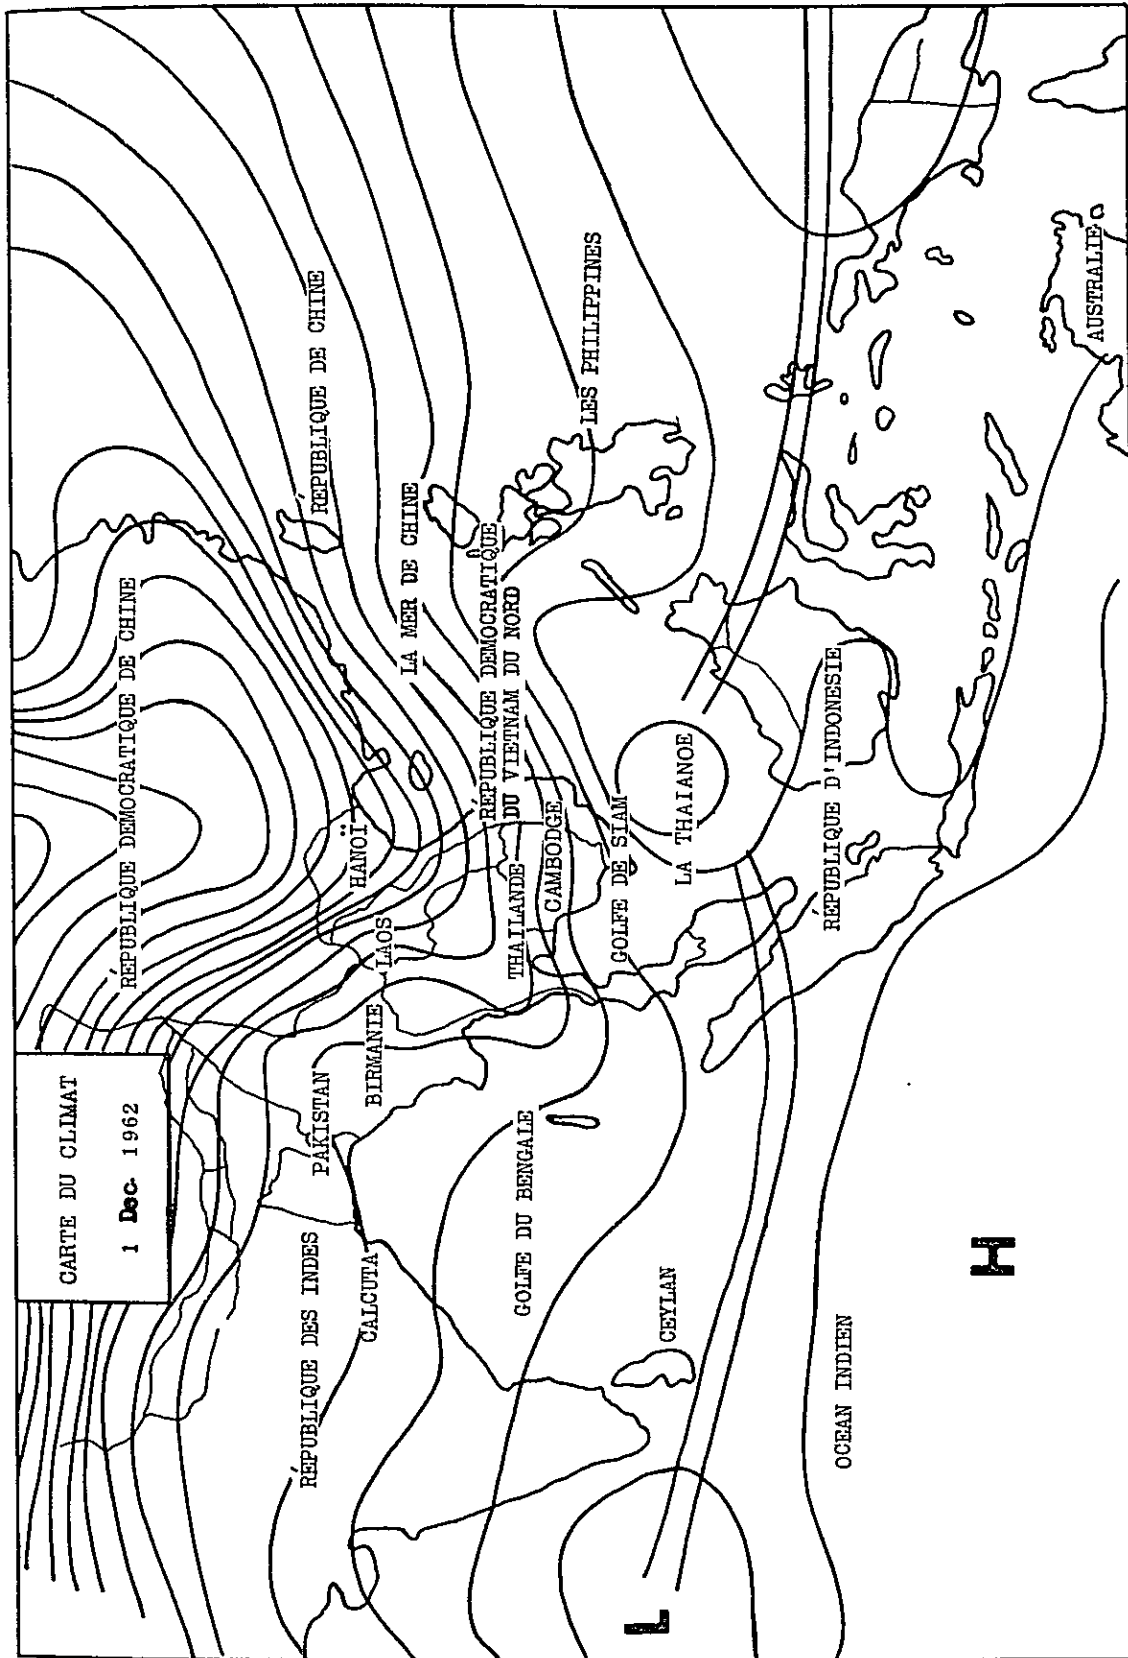 CARTE DU CLIMAT
1 Dec. 1962
RÉPUBLIQUE DEMOCRATIQUE DE CHINE
RÉPUBLIQUE DE CHINE
LA MER DE CHINE
HANOÏ
LAOS
BIRMANIE
PAKISTAN
RÉPUBLIQUE DES INDES
CALCUTA
RÉPUBLIQUE DEMOCRATIQUE
DU VIETNAM DU NORD
THAILANDE
CAMBODGE
LES PHILIPPINES
GOLFE DU BENGALE
GOLFE DE SIAM
CEYLAN
LA THAIANOE
L
RÉPUBLIQUE D'INDONESIE
OCEAN INDIEN
H
AUSTRALIE